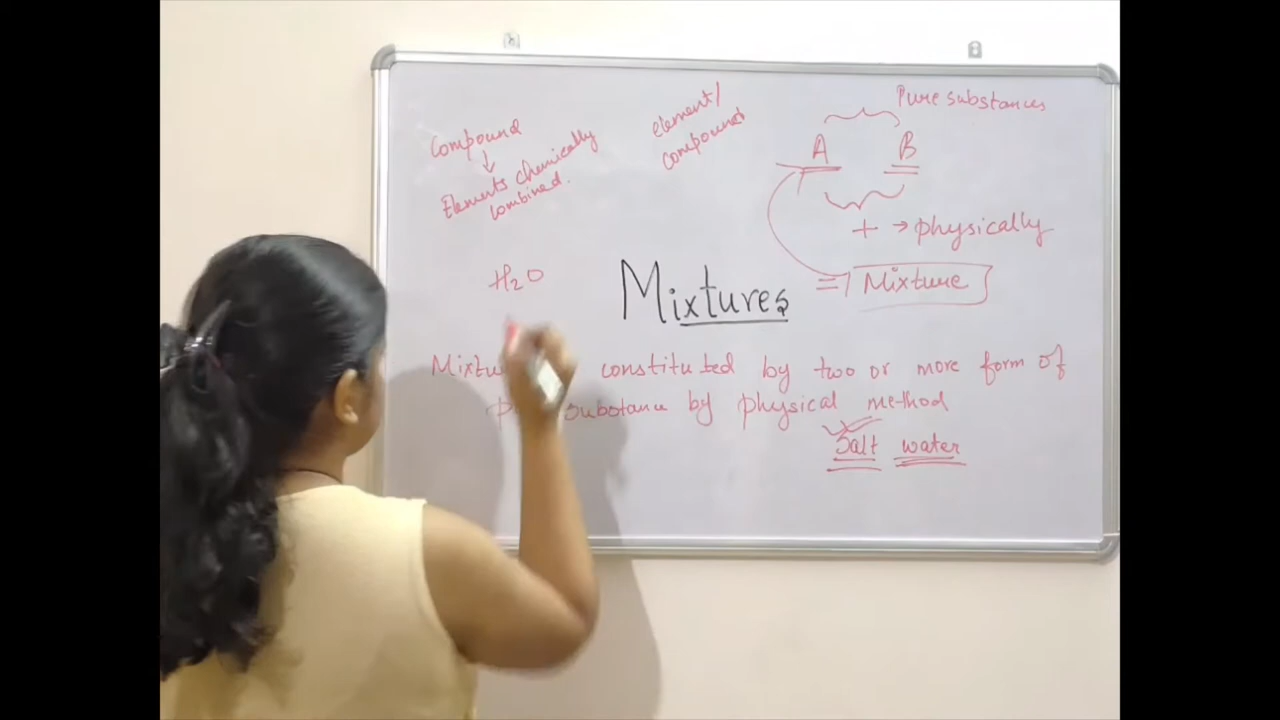 Pure substances
element/
compounds
Compound
A B
↓
Elements chemically
combined.
+ → physically
H2O
Mixtures
= Mixture
constituted by two or more form of
substance by physical method
Salt water